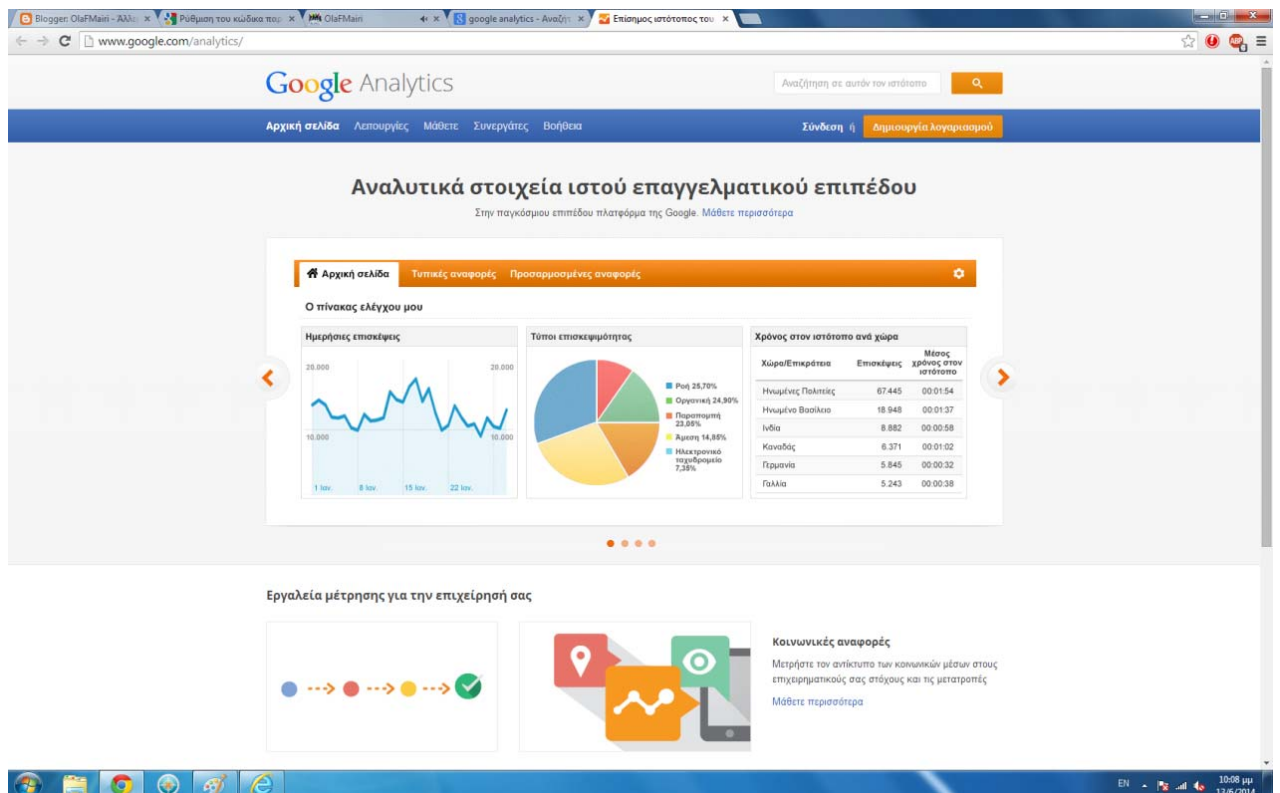 Blogger: OlaFMairi - Άλλε
Ρύθμιση του κώδικα παρ
OlaFMairi
google analytics - Αναζήτ
Επίσημος ιστότοπος του
www.google.com/analytics/
Google Analytics
Αναζήτηση σε αυτόν τον ιστότοπο
Αρχική σελίδα Λειτουργίες Μάθετε Συνεργάτες Βοήθεια
Σύνδεση ή Δημιουργία λογαριασμού
Αναλυτικά στοιχεία ιστού επαγγελματικού επιπέδου
Στην παγκόσμιου επιπέδου πλατφόρμα της Google. Μάθετε περισσότερα
Αρχική σελίδα Τυπικές αναφορές Προσαρμοσμένες αναφορές
Ο πίνακας ελέγχου μου
Ημερήσιες επισκέψεις
20.000 20.000
10.000 10.000
1 Ιαν. 8 Ιαν. 15 Ιαν. 22 Ιαν.
Τύποι επισκεψιμότητας
Ροή 25,70%
Οργανική 24,90%
Παραπομπή
23,05%
Άμεση 14,85%
Ηλεκτρονικό
ταχυδρομείο
7,35%
Χρόνος στον ιστότοπο ανά χώρα
Χώρα/Επικράτεια Επισκέψεις Μέσος
χρόνος στον
ιστότοπο
Ηνωμένες Πολιτείες 67.445 00:01:54
Ηνωμένο Βασίλειο 18.948 00:01:37
Ινδία 8.882 00:00:58
Καναδάς 6.371 00:01:02
Γερμανία 5.845 00:00:32
Γαλλία 5.243 00:00:38
Εργαλεία μέτρησης για την επιχείρησή σας
Κοινωνικές αναφορές
Μετρήστε τον αντίκτυπο των κοινωνικών μέσων στους
επιχειρηματικούς σας στόχους και τις μετατροπές
Μάθετε περισσότερα
EN
10:08 μμ
13/6/2014